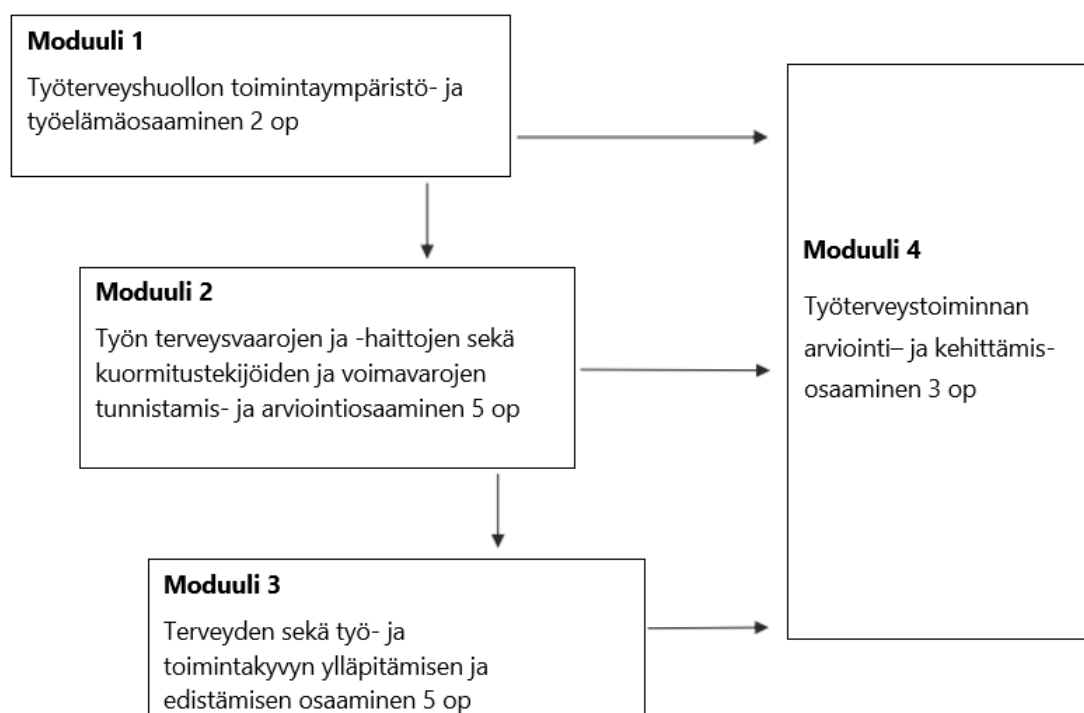 Moduuli 1
Työterveyshuollon toimintaympäristö- ja
työelämäosaaminen 2 op
Moduuli 2
Työn terveysvaarojen ja -haittojen sekä
kuormitustekijöiden ja voimavarojen
tunnistamis- ja arviointiosaaminen 5 op
Moduuli 3
Terveyden sekä työ- ja
toimintakyvyn ylläpitämisen ja
edistämisen osaaminen 5 op
Moduuli 4
Työterveystoiminnan
arviointi– ja kehittämis-
osaaminen 3 op